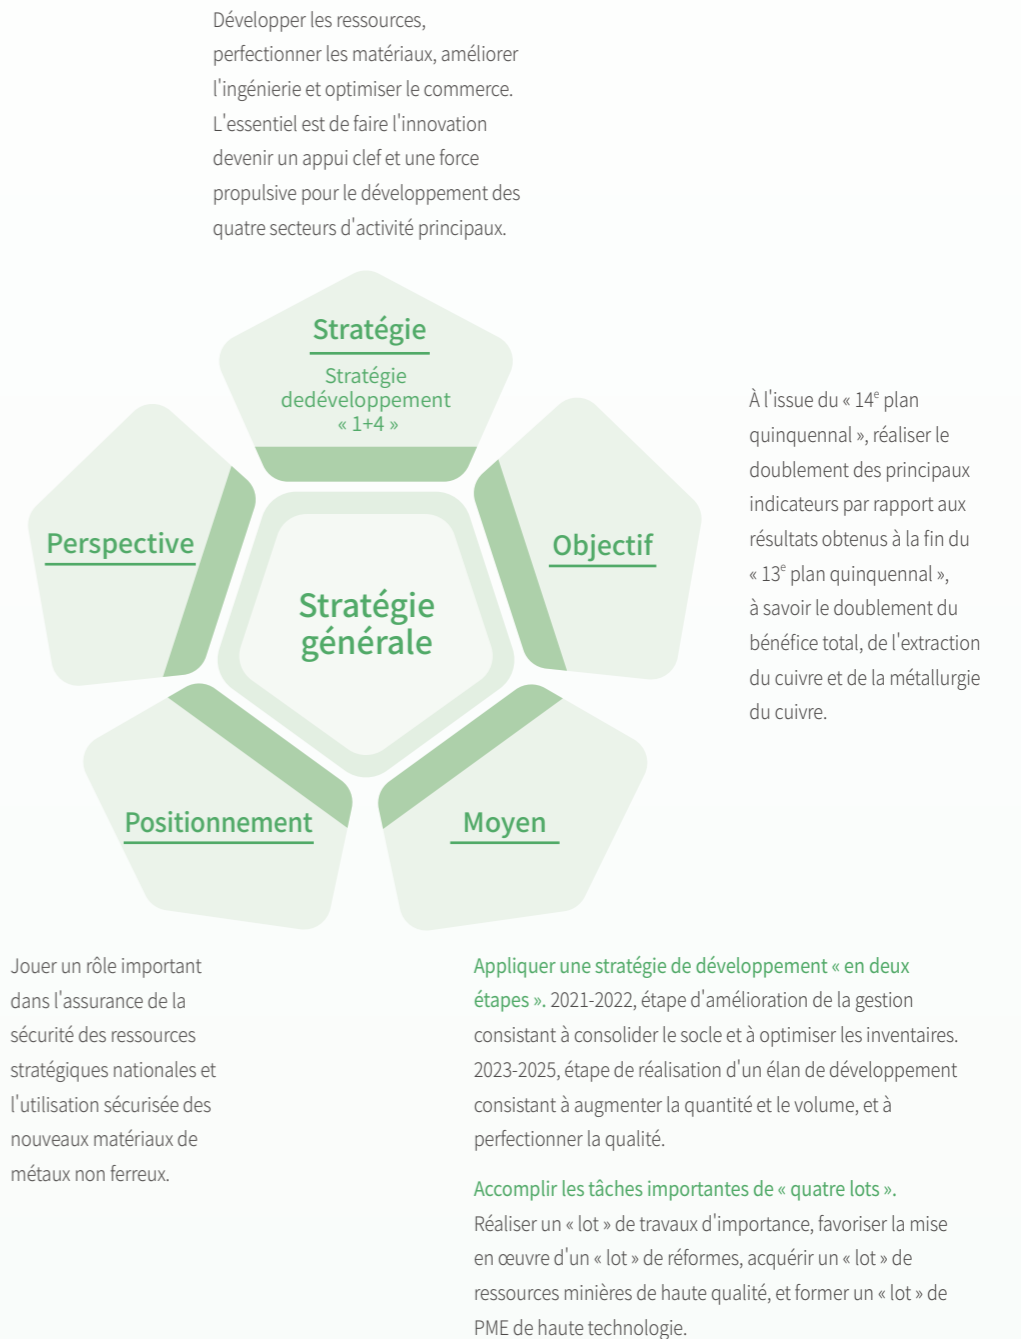 Développer les ressources,
perfectionner les matériaux, améliorer
l'ingénierie et optimiser le commerce.
L'essentiel est de faire l'innovation
devenir un appui clef et une force
propulsive pour le développement des
quatre secteurs d'activité principaux.
Stratégie
Stratégie
dedéveloppement
« 1+4 »
Perspective
Objectif
Stratégie
générale
Positionnement
Moyen
À l'issue du « 14e plan
quinquennal », réaliser le
doublement des principaux
indicateurs par rapport aux
résultats obtenus à la fin du
« 13e plan quinquennal »,
à savoir le doublement du
bénéfice total, de l'extraction
du cuivre et de la métallurgie
du cuivre.
Jouer un rôle important
dans l'assurance de la
sécurité des ressources
stratégiques nationales et
l'utilisation sécurisée des
nouveaux matériaux de
métaux non ferreux.
Appliquer une stratégie de développement « en deux
étapes ». 2021-2022, étape d'amélioration de la gestion
consistant à consolider le socle et à optimiser les inventaires.
2023-2025, étape de réalisation d'un élan de développement
consistant à augmenter la quantité et le volume, et à
perfectionner la qualité.
Accomplir les tâches importantes de « quatre lots ».
Réaliser un « lot » de travaux d'importance, favoriser la mise
en œuvre d'un « lot » de réformes, acquérir un « lot » de
ressources minières de haute qualité, et former un « lot » de
PME de haute technologie.